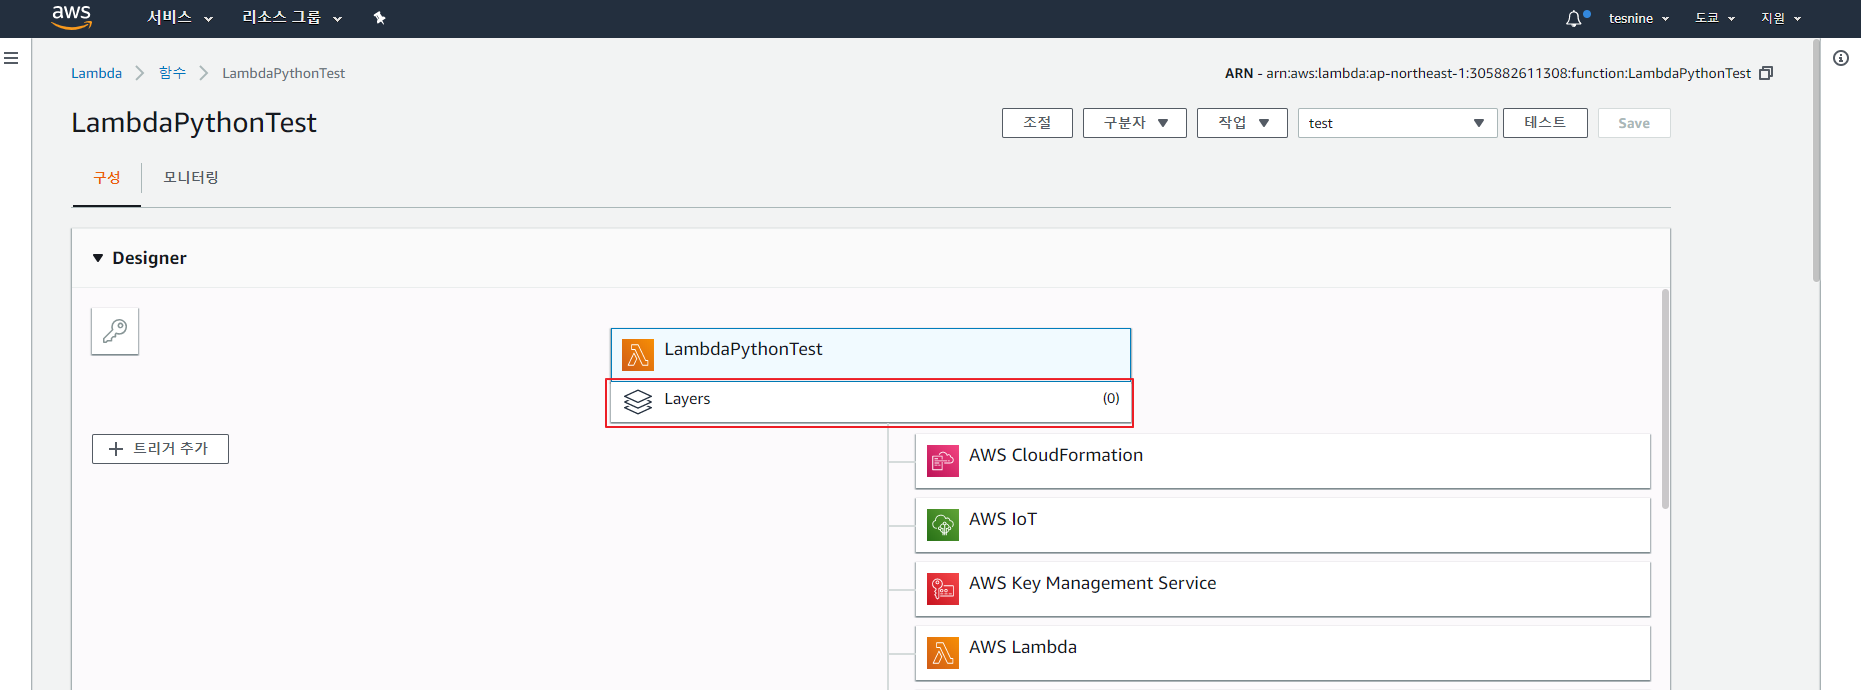 aws 서비스 리소스 그룹 tesnine 도쿄 지원
Lambda 함수 LambdaPythonTest ARN - arn:aws:lambda:ap-northeast-1:305882611308:function:LambdaPythonTest
LambdaPythonTest 조절 구분자 작업 test 테스트 Save
구성 모니터링
Designer
LambdaPythonTest
Layers (0)
트리거 추가
AWS CloudFormation
AWS IoT
AWS Key Management Service
AWS Lambda